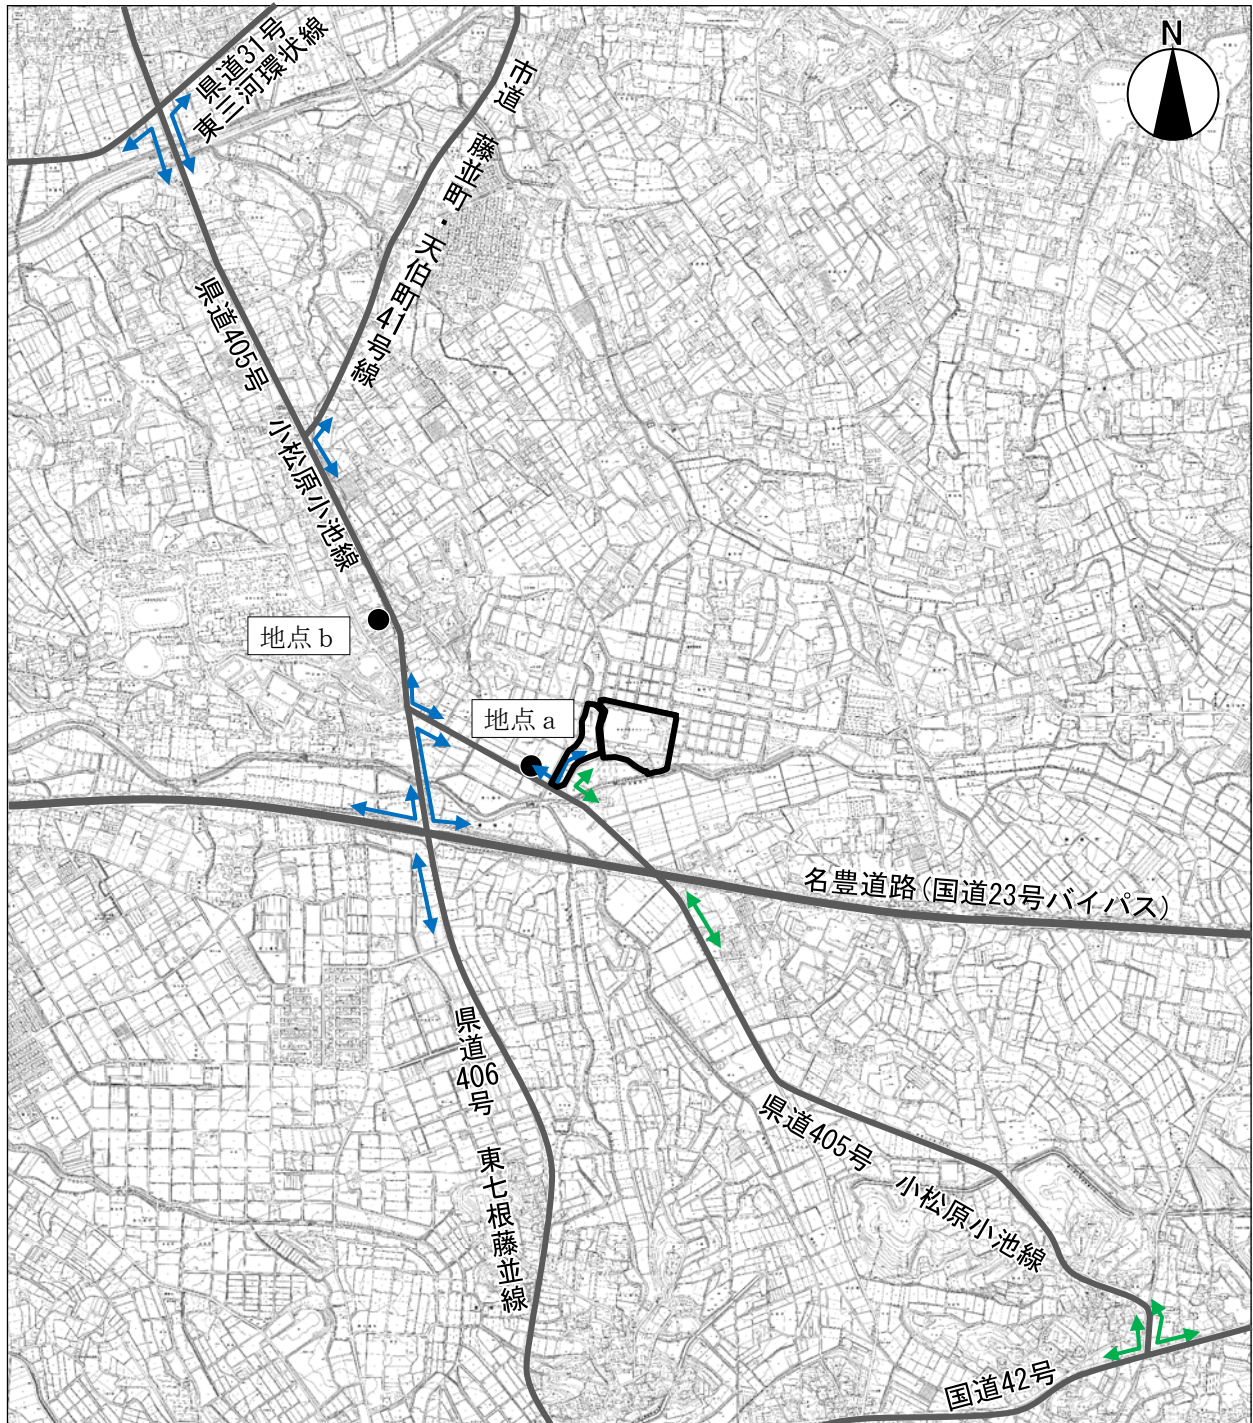 N
県道31号
東三河環状線
市道 藤並町・天伯町41号線
県道405号
小松原小池線
地点b
地点a
名豊道路(国道23号バイパス)
県道406号 東七根藤並線
県道405号
小松原小池線
国道42号